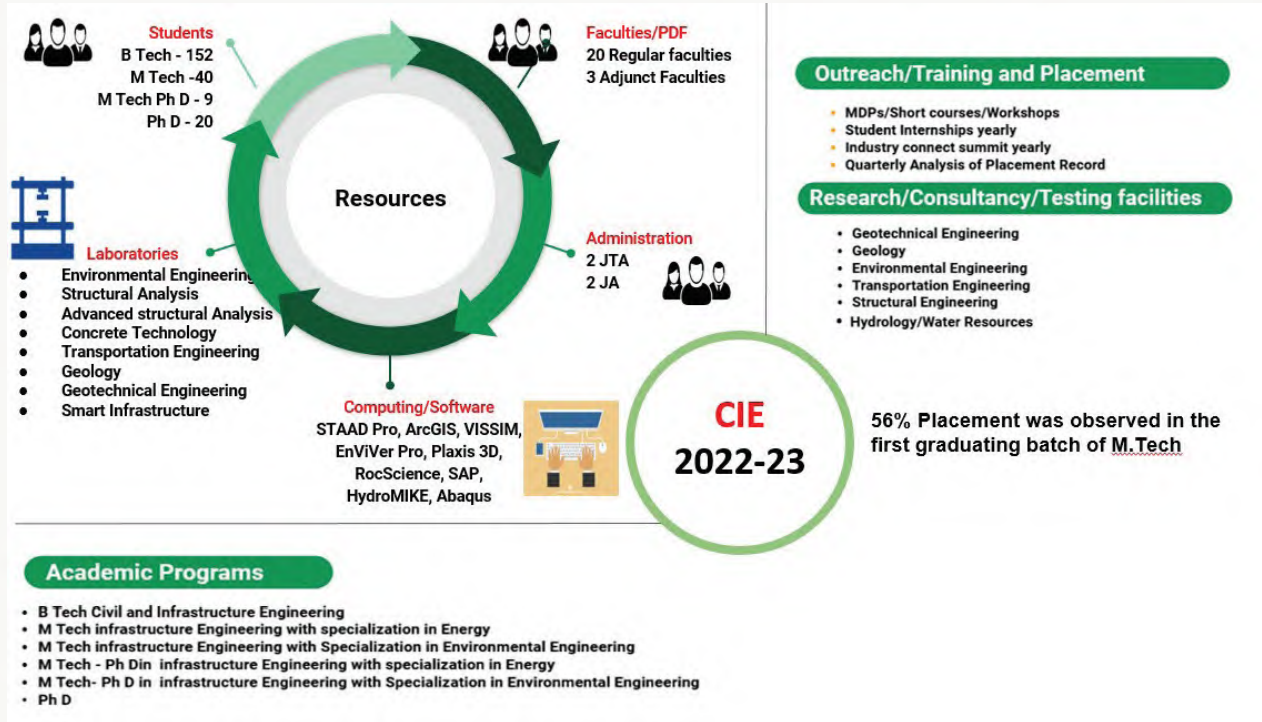 Students
B Tech - 152
M Tech -40
M Tech Ph D - 9
Ph D - 20
Faculties/PDF
20 Regular faculties
3 Adjunct Faculties
Resources
Administration
2 JTA
2 JA
Laboratories
● Environmental Engineering
● Structural Analysis
● Advanced structural Analysis
● Concrete Technology
● Transportation Engineering
● Geology
● Geotechnical Engineering
● Smart Infrastructure
Computing/Software
STAAD Pro, ArcGIS, VISSIM,
EnViVer Pro, Plaxis 3D,
RocScience, SAP,
HydroMIKE, Abaqus
Outreach/Training and Placement
• MDPs/Short courses/Workshops
• Student Internships yearly
• Industry connect summit yearly
• Quarterly Analysis of Placement Record
Research/Consultancy/Testing facilities
• Geotechnical Engineering
• Geology
• Environmental Engineering
• Transportation Engineering
• Structural Engineering
• Hydrology/Water Resources
CIE
2022-23
56% Placement was observed in the
first graduating batch of M.Tech
Academic Programs
• B Tech Civil and Infrastructure Engineering
• M Tech infrastructure Engineering with specialization in Energy
• M Tech infrastructure Engineering with Specialization in Environmental Engineering
• M Tech - Ph Din infrastructure Engineering with specialization in Energy
• M Tech- Ph D in infrastructure Engineering with Specialization in Environmental Engineering
• Ph D